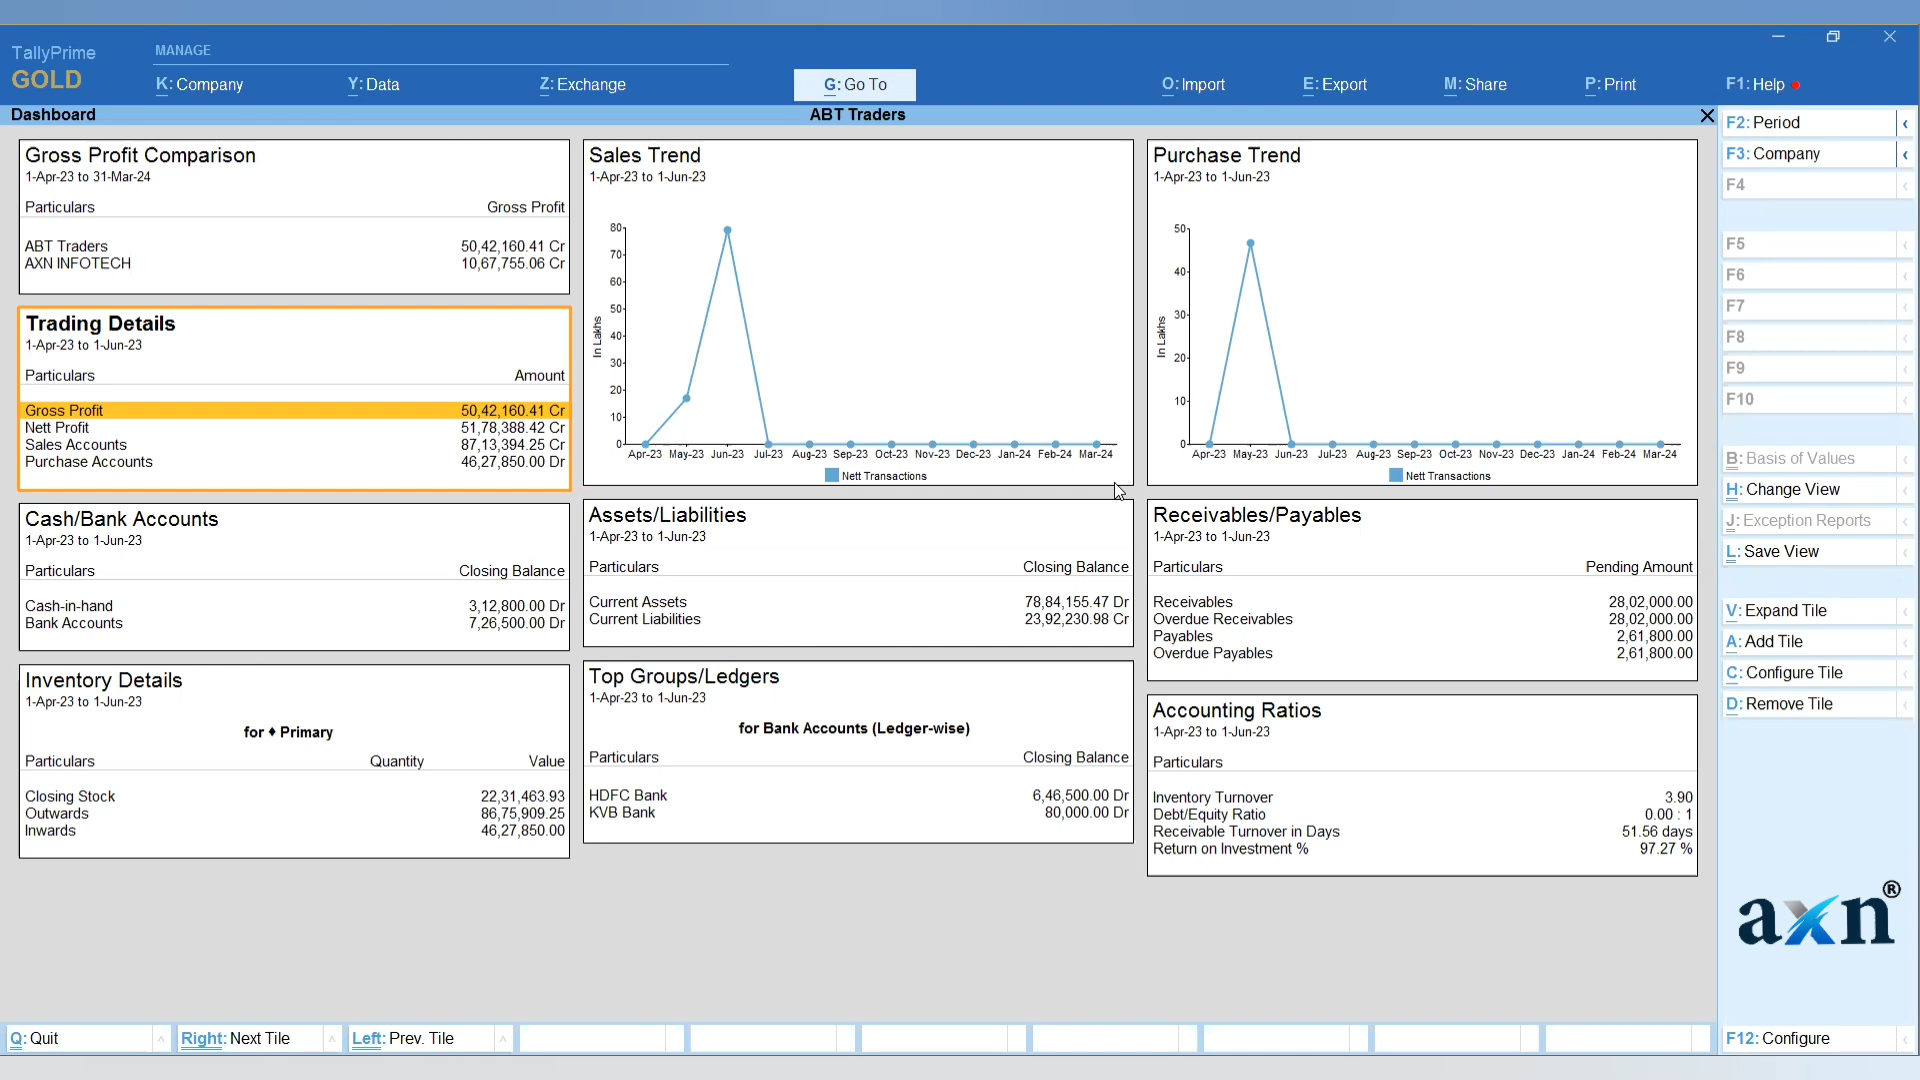 TallyPrime
GOLD
MANAGE
K: Company
Y: Data
Z: Exchange
G: Go To
O: Import
E: Export
M: Share
P: Print
F1: Help
Dashboard
ABT Traders
Gross Profit Comparison
1-Apr-23 to 31-Mar-24
Particulars Gross Profit
ABT Traders 50,42,160.41 Cr
AXN INFOTECH 10,67,755.06 Cr
Trading Details
1-Apr-23 to 1-Jun-23
Particulars Amount
Gross Profit 50,42,160.41 Cr
Nett Profit 51,78,388.42 Cr
Sales Accounts 87,13,394.25 Cr
Purchase Accounts 46,27,850.00 Dr
Cash/Bank Accounts
1-Apr-23 to 1-Jun-23
Particulars Closing Balance
Cash-in-hand 3,12,800.00 Dr
Bank Accounts 7,26,500.00 Dr
Inventory Details
1-Apr-23 to 1-Jun-23
for ♦ Primary
Particulars Quantity Value
Closing Stock 22,31,463.93
Outwards 86,75,909.25
Inwards 46,27,850.00
Sales Trend
1-Apr-23 to 1-Jun-23
80
70
60
50
40
30
20
10
0
In Lakhs
Apr-23 May-23 Jun-23 Jul-23 Aug-23 Sep-23 Oct-23 Nov-23 Dec-23 Jan-24 Feb-24 Mar-24
Nett Transactions
Assets/Liabilities
1-Apr-23 to 1-Jun-23
Particulars Closing Balance
Current Assets 78,84,155.47 Dr
Current Liabilities 23,92,230.98 Cr
Top Groups/Ledgers
1-Apr-23 to 1-Jun-23
for Bank Accounts (Ledger-wise)
Particulars Closing Balance
HDFC Bank 6,46,500.00 Dr
KVB Bank 80,000.00 Dr
Purchase Trend
1-Apr-23 to 1-Jun-23
50
40
30
20
10
0
In Lakhs
Apr-23 May-23 Jun-23 Jul-23 Aug-23 Sep-23 Oct-23 Nov-23 Dec-23 Jan-24 Feb-24 Mar-24
Nett Transactions
Receivables/Payables
1-Apr-23 to 1-Jun-23
Particulars Pending Amount
Receivables 28,02,000.00
Overdue Receivables 28,02,000.00
Payables 2,61,800.00
Overdue Payables 2,61,800.00
Accounting Ratios
1-Apr-23 to 1-Jun-23
Particulars
Inventory Turnover 3.90
Debt/Equity Ratio 0.00 : 1
Receivable Turnover in Days 51.56 days
Return on Investment % 97.27 %
F2: Period
F3: Company
F4
F5
F6
F7
F8
F9
F10
B: Basis of Values
H: Change View
J: Exception Reports
L: Save View
V: Expand Tile
A: Add Tile
C: Configure Tile
D: Remove Tile
axn®
F12: Configure
Q: Quit
Right: Next Tile
Left: Prev. Tile